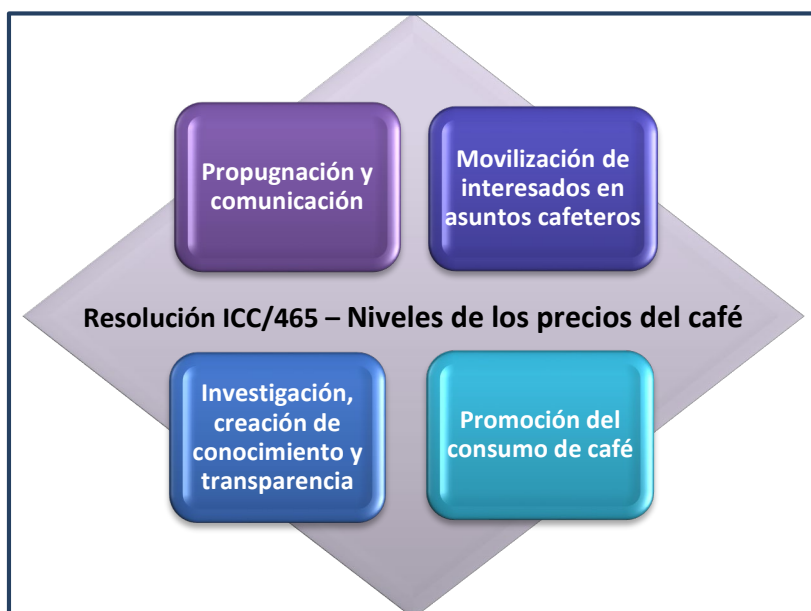 Propugnación y
comunicación
Movilización de
interesados en
asuntos cafeteros
Resolución ICC/465 – Niveles de los precios del café
Investigación,
creación de
conocimiento y
transparencia
Promoción del
consumo de café